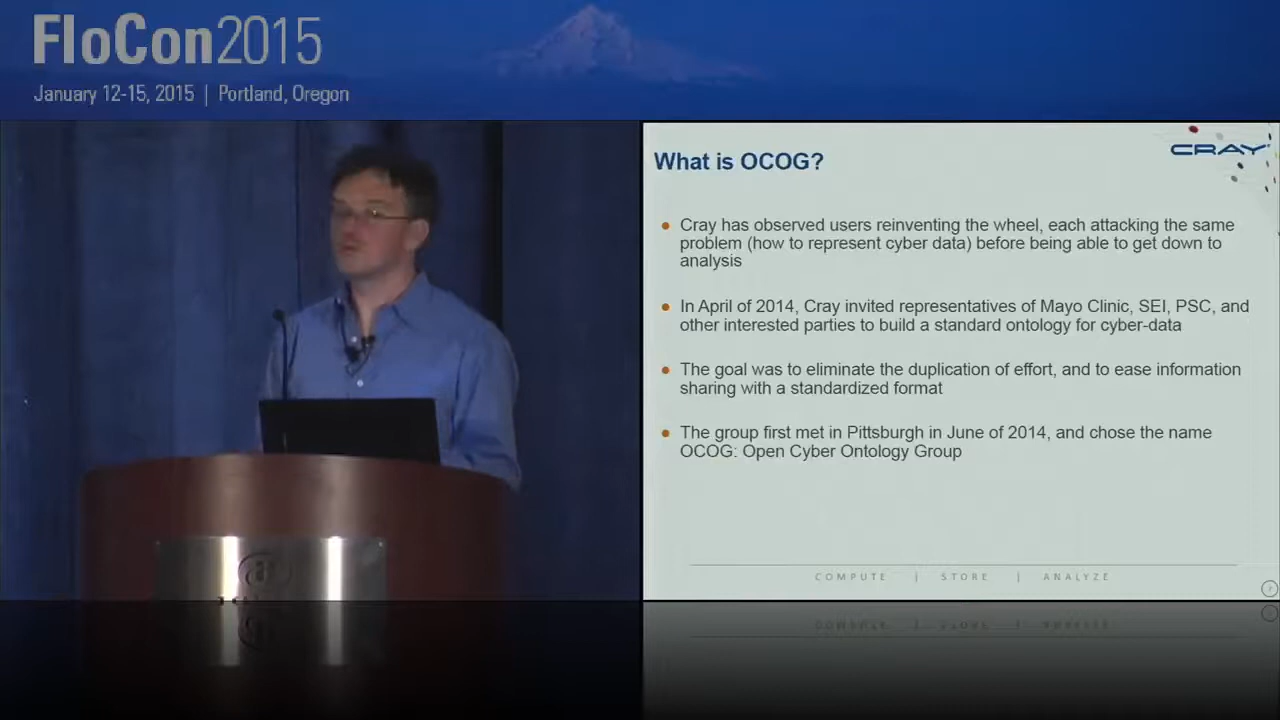 FloCon2015
January 12-15, 2015 | Portland, Oregon
CRAY
What is OCOG?
Cray has observed users reinventing the wheel, each attacking the same
problem (how to represent cyber data) before being able to get down to
analysis
In April of 2014, Cray invited representatives of Mayo Clinic, SEI, PSC, and
other interested parties to build a standard ontology for cyber-data
The goal was to eliminate the duplication of effort, and to ease information
sharing with a standardized format
The group first met in Pittsburgh in June of 2014, and chose the name
OCOG: Open Cyber Ontology Group
COMPUTE | STORE | ANALYZE